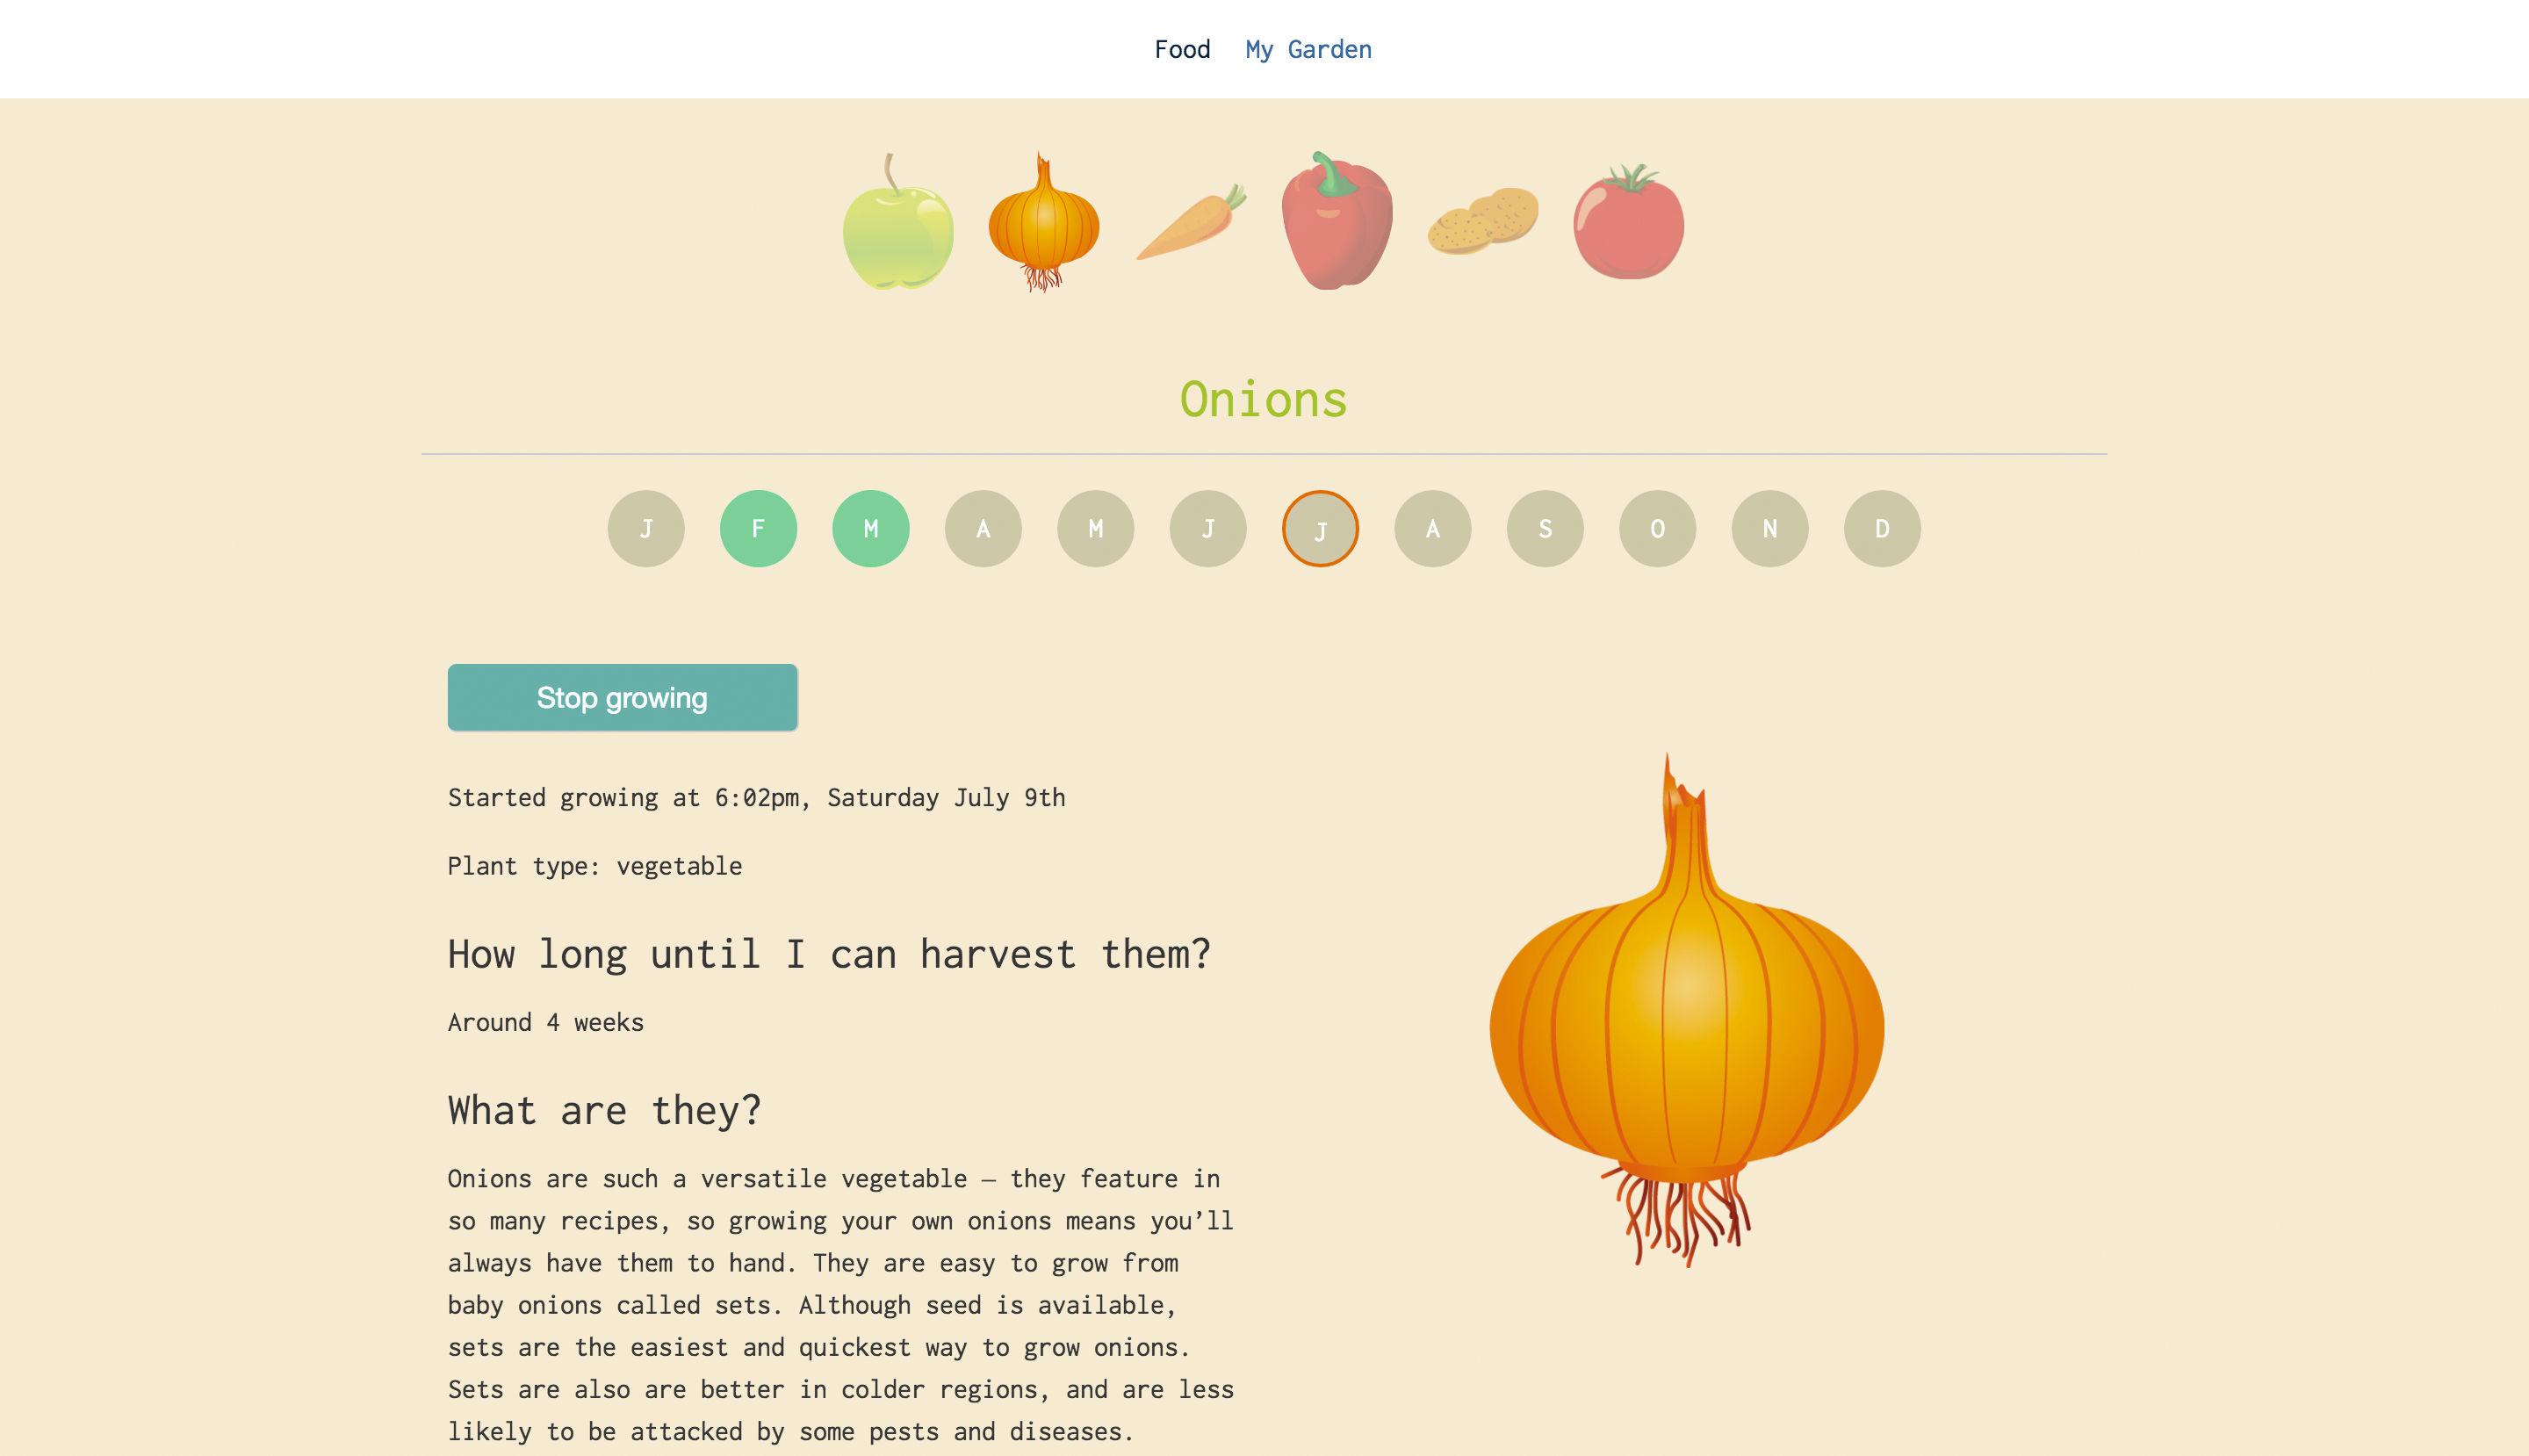 Food My Garden
Onions
J F M A M J J A S O N D
Stop growing
Started growing at 6:02pm, Saturday July 9th
Plant type: vegetable
How long until I can harvest them?
Around 4 weeks
What are they?
Onions are such a versatile vegetable – they feature in
so many recipes, so growing your own onions means you’ll
always have them to hand. They are easy to grow from
baby onions called sets. Although seed is available,
sets are the easiest and quickest way to grow onions.
Sets are also are better in colder regions, and are less
likely to be attacked by some pests and diseases.